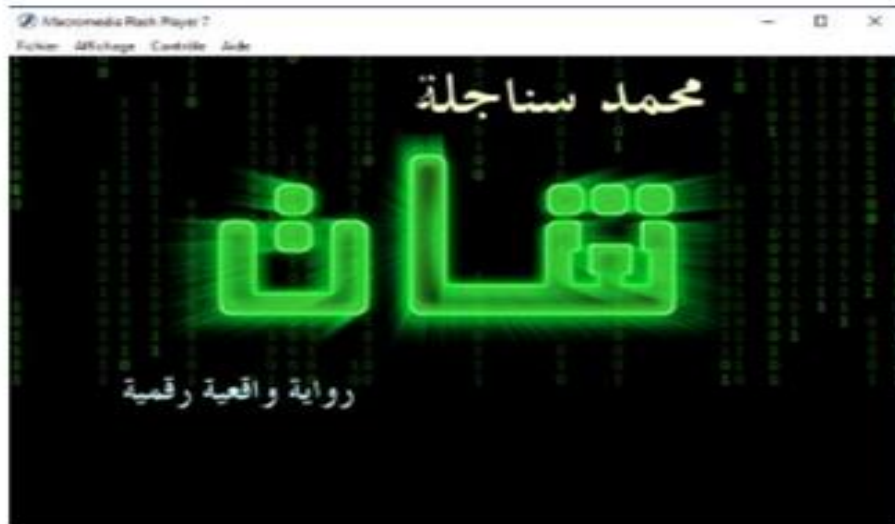 Macromedia Flash Player 7
Fichier Affichage Contrôle Aide
محمد سناجلة
شات
رواية واقعية رقمية